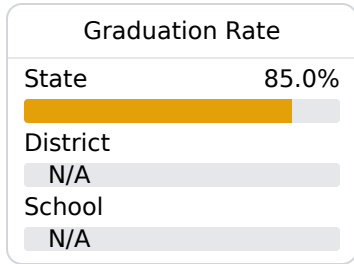 Graduation Rate
State 85.0%
District
N/A
School
N/A